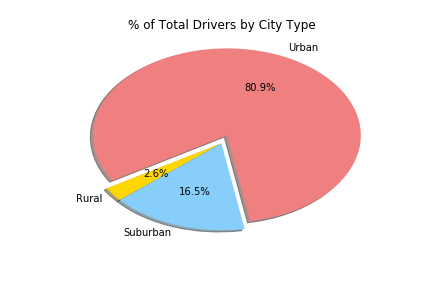 % of Total Drivers by City Type
Urban
80.9%
2.6%
16.5%
Rural
Suburban